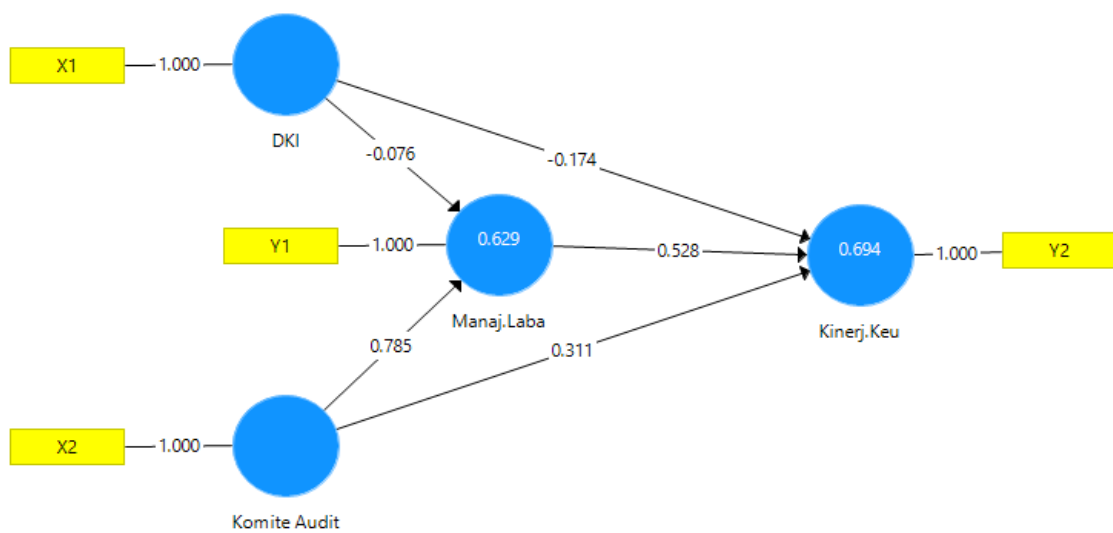 X1
1.000
DKI
-0.076
-0.174
Y1
1.000
0.629
Manaj.Laba
0.528
0.694
Kinerj.Keu
1.000
Y2
0.785
0.311
X2
1.000
Komite Audit